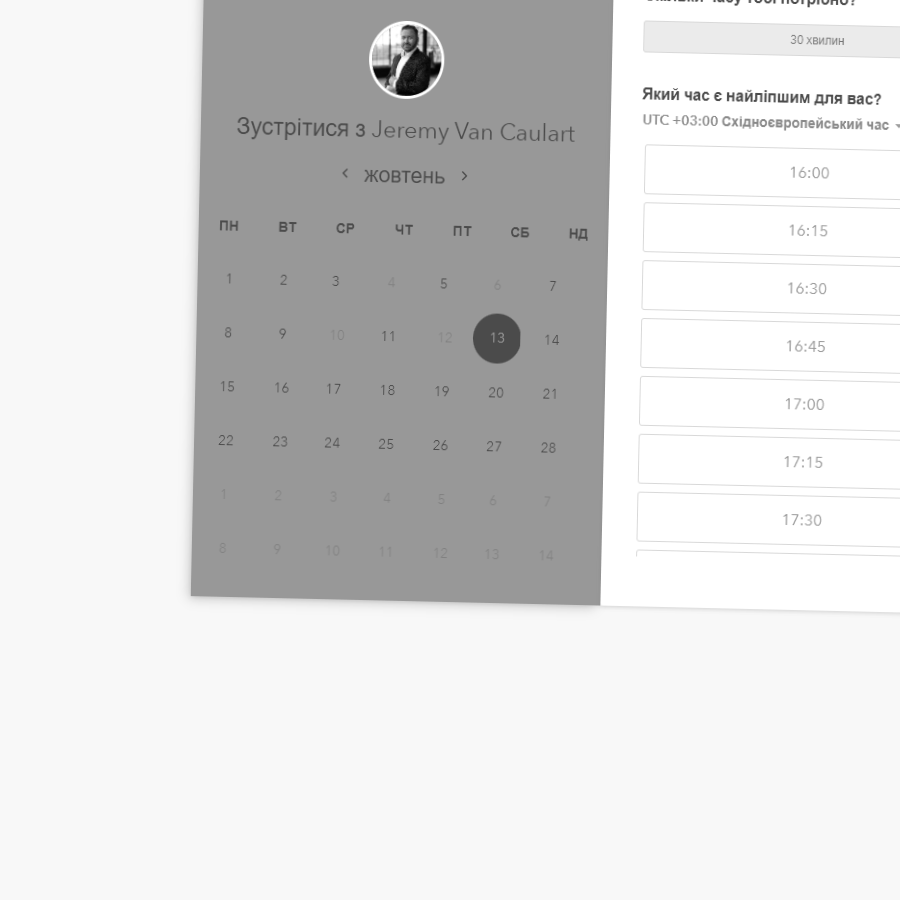 Зустрітися з Jeremy Van Caulart
жовтень
ПН ВТ СР ЧТ ПТ СБ НД
1 2 3 4 5 6 7
8 9 10 11 12 13 14
15 16 17 18 19 20 21
22 23 24 25 26 27 28
1 2 3 4 5 6 7
8 9 10 11 12 13 14
часу тобі потрібно?
30 хвилин
Який час є найліпшим для вас?
UTC +03:00 Східноєвропейський час
16:00
16:15
16:30
16:45
17:00
17:15
17:30